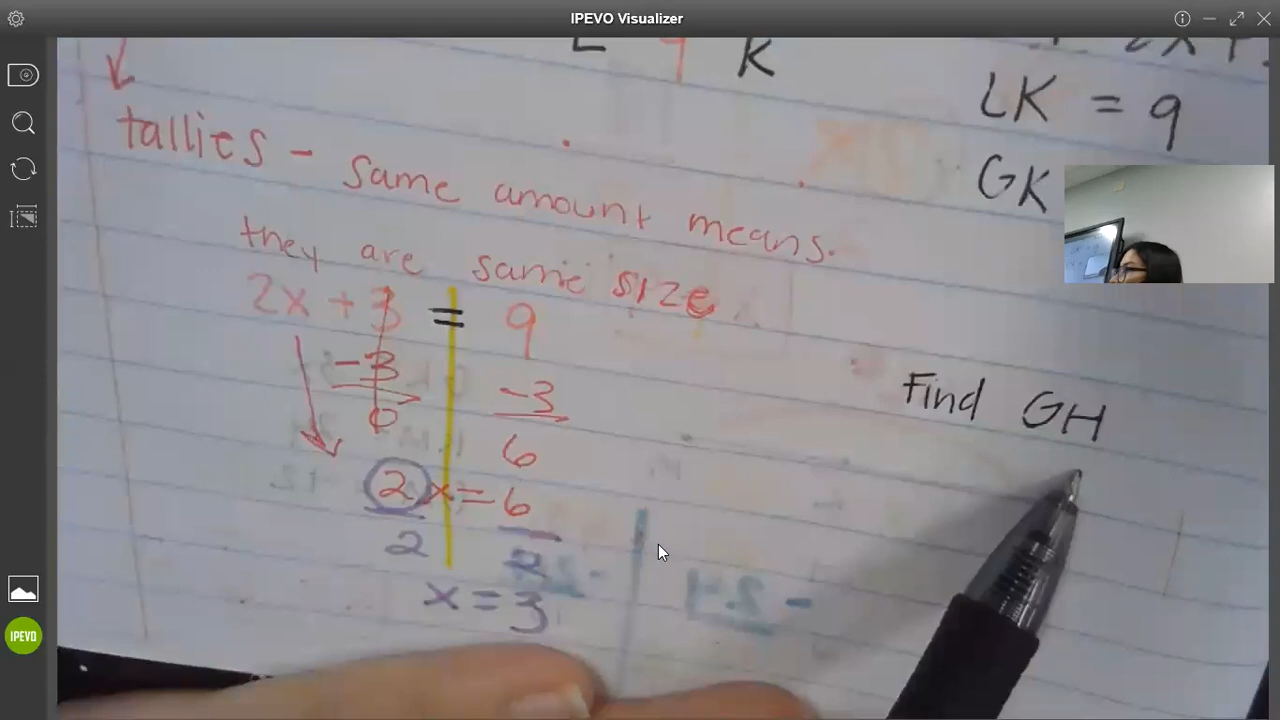 IPEVO Visualizer
K
LK = 9
GK
tallies - same amount means.
they are same size
2x + 3 = 9
-3 -3
0 6
2x = 6
2 2
x = 3
Find GH
IPEVO